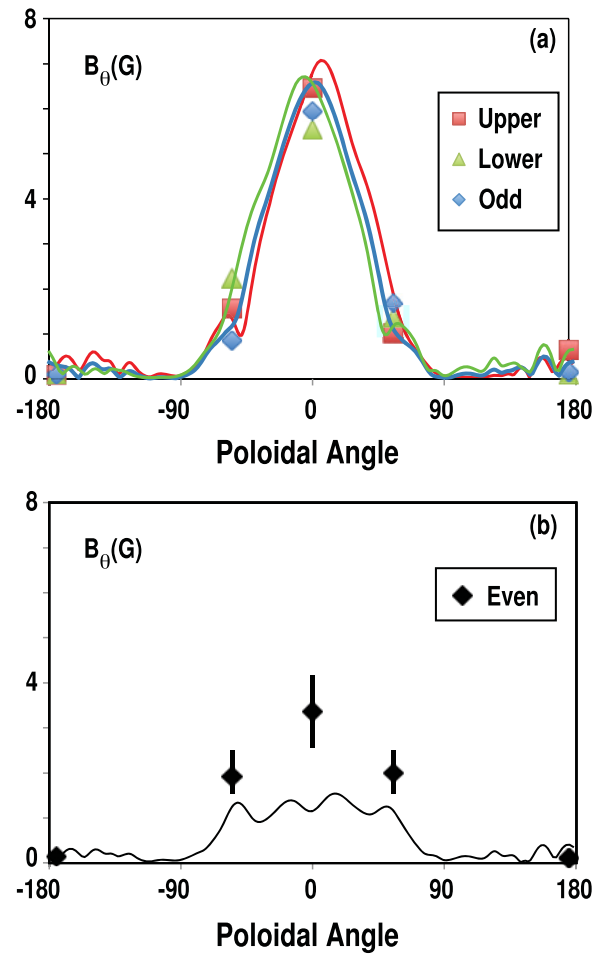 8
(a)
Bθ(G)
Upper
Lower
Odd
4
0
-180 -90 0 90 180
Poloidal Angle
8
(b)
Bθ(G)
Even
4
0
-180 -90 0 90 180
Poloidal Angle